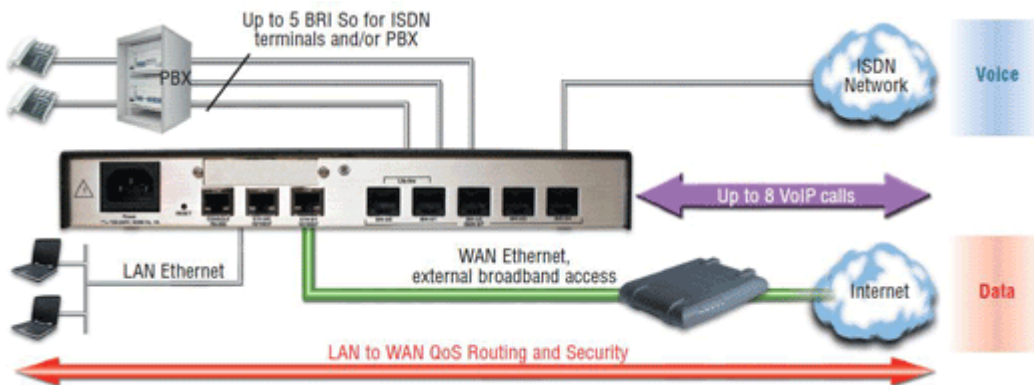 Up to 5 BRI So for ISDN
terminals and/or PBX
PBX
ISDN
Network
Voice
RESET
Up to 8 VoIP calls
LAN Ethernet
WAN Ethernet,
external broadband access
Internet
Data
LAN to WAN QoS Routing and Security